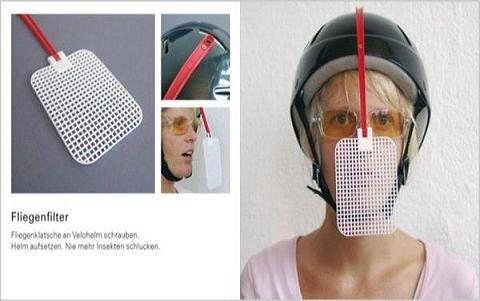 Fliegenfilter
Fliegenklatsche an Velohelm schrauben.
Helm aufsetzen. Nie mehr Insekten schlucken.